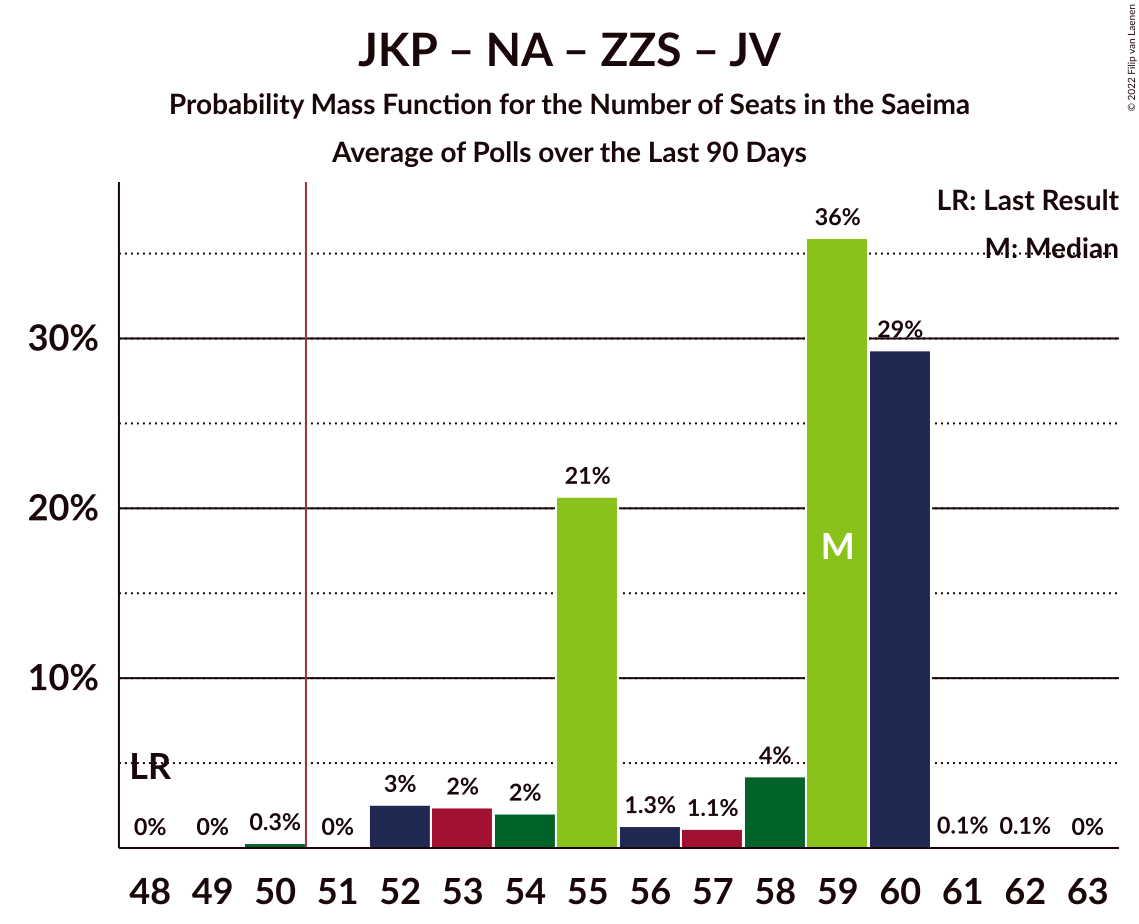 © 2022 Filip van Laenen
JKP – NA – ZZS – JV
Probability Mass Function for the Number of Seats in the Saeima
Average of Polls over the Last 90 Days
LR: Last Result
M: Median
36%
30%
29%
21%
20%
M
10%
LR
0%
0%
0.3%
0%
3%
2%
2%
1.3%
1.1%
4%
0.1%
0.1%
0%
48 49 50 51 52 53 54 55 56 57 58 59 60 61 62 63